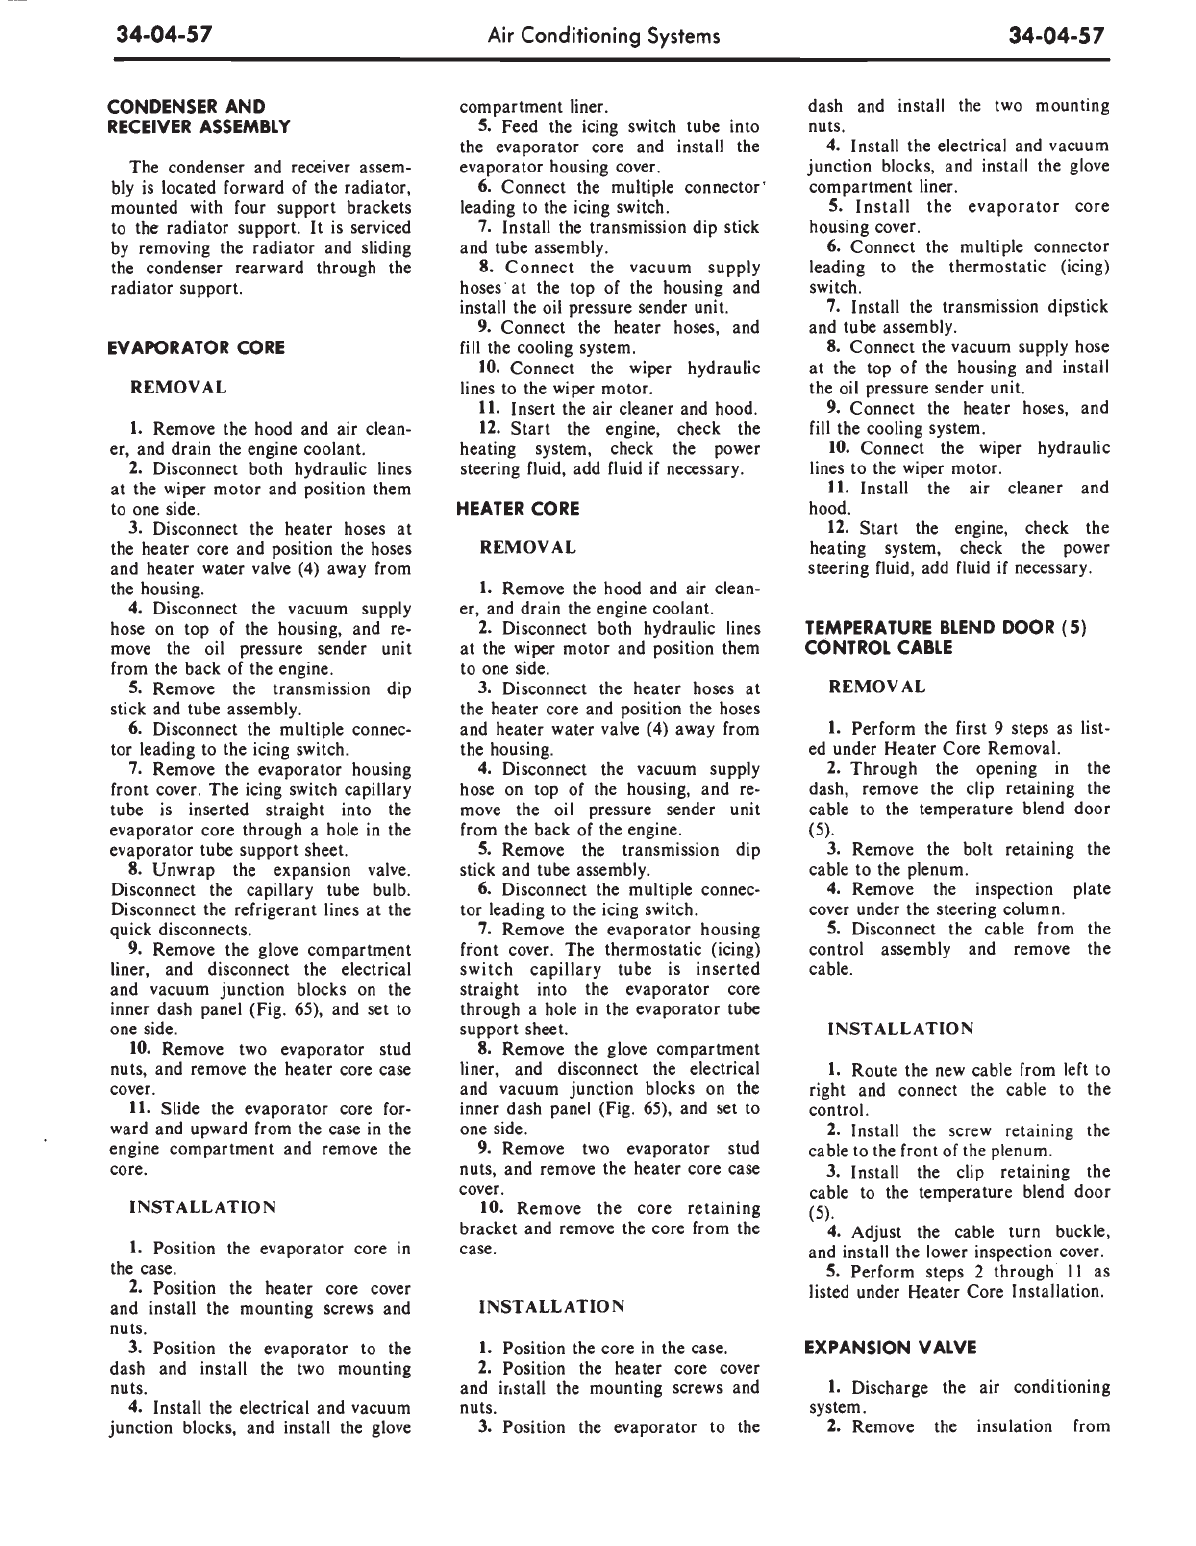 34-04-57 Air Conditioning Systems 34-04-57
CONDENSER AND
RECEIVER ASSEMBLY
The condenser and receiver assem-
bly is located forward of the radiator,
mounted with four support brackets
to the radiator support. It is serviced
by removing the radiator and sliding
the condenser rearward through the
radiator support.
EVAPORATOR CORE
REMOVAL
1. Remove the hood and air clean-
er, and drain the engine coolant.
2. Disconnect both hydraulic lines
at the wiper motor and position them
to one side.
3. Disconnect the heater hoses at
the heater core and position the hoses
and heater water valve (4) away from
the housing.
4. Disconnect the vacuum supply
hose on top of the housing, and re-
move the oil pressure sender unit
from the back of the engine.
5. Remove the transmission dip
stick and tube assembly.
6. Disconnect the multiple connec-
tor leading to the icing switch.
7. Remove the evaporator housing
front cover. The icing switch capillary
tube is inserted straight into the
evaporator core through a hole in the
evaporator tube support sheet.
8. Unwrap the expansion valve.
Disconnect the capillary tube bulb.
Disconnect the refrigerant lines at the
quick disconnects.
9. Remove the glove compartment
liner, and disconnect the electrical
and vacuum junction blocks on the
inner dash panel (Fig. 65), and set to
one side.
10. Remove two evaporator stud
nuts, and remove the heater core case
cover.
11. Slide the evaporator core for-
ward and upward from the case in the
engine compartment and remove the
core.
INSTALLATION
1. Position the evaporator core in
the case.
2. Position the heater core cover
and install the mounting screws and
nuts.
3. Position the evaporator to the
dash and install the two mounting
nuts.
4. Install the electrical and vacuum
junction blocks, and install the glove
compartment liner.
5. Feed the icing switch tube into
the evaporator core and install the
evaporator housing cover.
6. Connect the multiple connector
leading to the icing switch.
7. Install the transmission dip stick
and tube assembly.
8. Connect the vacuum supply
hoses at the top of the housing and
install the oil pressure sender unit.
9. Connect the heater hoses, and
fill the cooling system.
10. Connect the wiper hydraulic
lines to the wiper motor.
11. Insert the air cleaner and hood.
12. Start the engine, check the
heating system, check the power
steering fluid, add fluid if necessary.
HEATER CORE
REMOVAL
1. Remove the hood and air clean-
er, and drain the engine coolant.
2. Disconnect both hydraulic lines
at the wiper motor and position them
to one side.
3. Disconnect the heater hoses at
the heater core and position the hoses
and heater water valve (4) away from
the housing.
4. Disconnect the vacuum supply
hose on top of the housing, and re-
move the oil pressure sender unit
from the back of the engine.
5. Remove the transmission dip
stick and tube assembly.
6. Disconnect the multiple connec-
tor leading to the icing switch.
7. Remove the evaporator housing
front cover. The thermostatic (icing)
switch capillary tube is inserted
straight into the evaporator core
through a hole in the evaporator tube
support sheet.
8. Remove the glove compartment
liner, and disconnect the electrical
and vacuum junction blocks on the
inner dash panel (Fig. 65), and set to
one side.
9. Remove two evaporator stud
nuts, and remove the heater core case
cover.
10. Remove the core retaining
bracket and remove the core from the
case.
INSTALLATION
1. Position the core in the case.
2. Position the heater core cover
and install the mounting screws and
nuts.
3. Position the evaporator to the
dash and install the two mounting
nuts.
4. Install the electrical and vacuum
junction blocks, and install the glove
compartment liner.
5. Install the evaporator core
housing cover.
6. Connect the multiple connector
leading to the thermostatic (icing)
switch.
7. Install the transmission dipstick
and tube assembly.
8. Connect the vacuum supply hose
at the top of the housing and install
the oil pressure sender unit.
9. Connect the heater hoses, and
fill the cooling system.
10. Connect the wiper hydraulic
lines to the wiper motor.
11. Install the air cleaner and
hood.
12. Start the engine, check the
heating system, check the power
steering fluid, add fluid if necessary.
TEMPERATURE BLEND DOOR (5)
CONTROL CABLE
REMOVAL
1. Perform the first 9 steps as list-
ed under Heater Core Removal.
2. Through the opening in the
dash, remove the clip retaining the
cable to the temperature blend door
(5).
3. Remove the bolt retaining the
cable to the plenum.
4. Remove the inspection plate
cover under the steering column.
5. Disconnect the cable from the
control assembly and remove the
cable.
INSTALLATION
1. Route the new cable from left to
right and connect the cable to the
control.
2. Install the screw retaining the
cable to the front of the plenum.
3. Install the clip retaining the
cable to the temperature blend door
(5).
4. Adjust the cable turn buckle,
and install the lower inspection cover.
5. Perform steps 2 through 11 as
listed under Heater Core Installation.
EXPANSION VALVE
1. Discharge the air conditioning
system.
2. Remove the insulation from